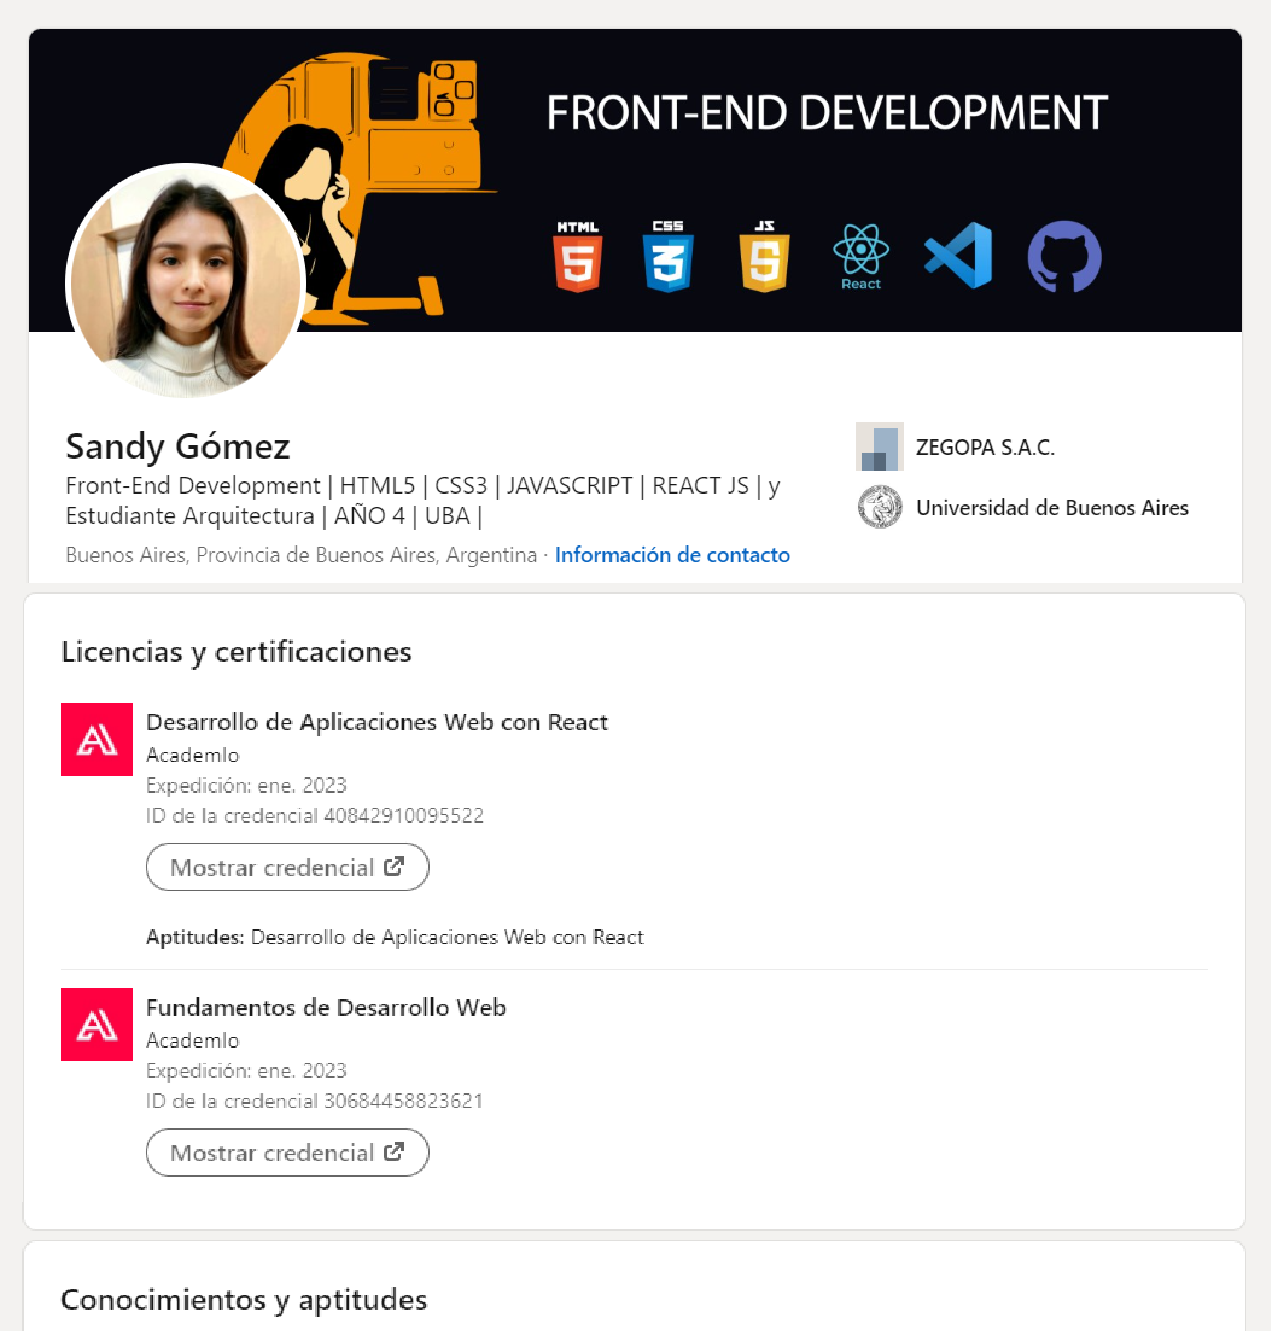 FRONT-END DEVELOPMENT
HTML CSS JS
5 3 5
React
Sandy Gómez
Front-End Development | HTML5 | CSS3 | JAVASCRIPT | REACT JS | y
Estudiante Arquitectura | AÑO 4 | UBA |
Buenos Aires, Provincia de Buenos Aires, Argentina · Información de contacto
ZEGOPA S.A.C.
Universidad de Buenos Aires
Licencias y certificaciones
Desarrollo de Aplicaciones Web con React
Academlo
Expedición: ene. 2023
ID de la credencial 40842910095522
Mostrar credencial
Aptitudes: Desarrollo de Aplicaciones Web con React
Fundamentos de Desarrollo Web
Academlo
Expedición: ene. 2023
ID de la credencial 30684458823621
Mostrar credencial
Conocimientos y aptitudes